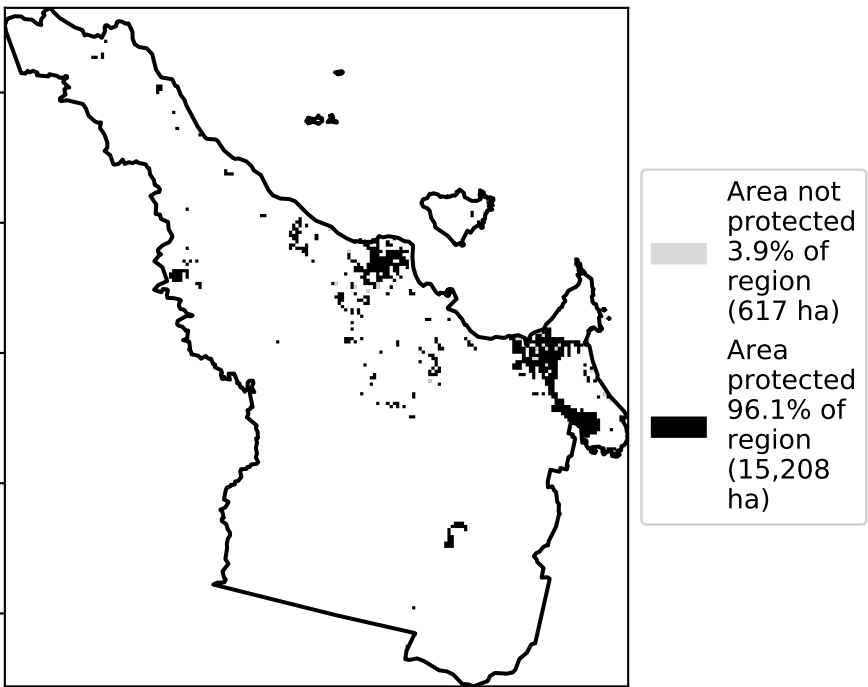 Area not
protected
3.9% of
region
(617 ha)
Area
protected
96.1% of
region
(15,208
ha)